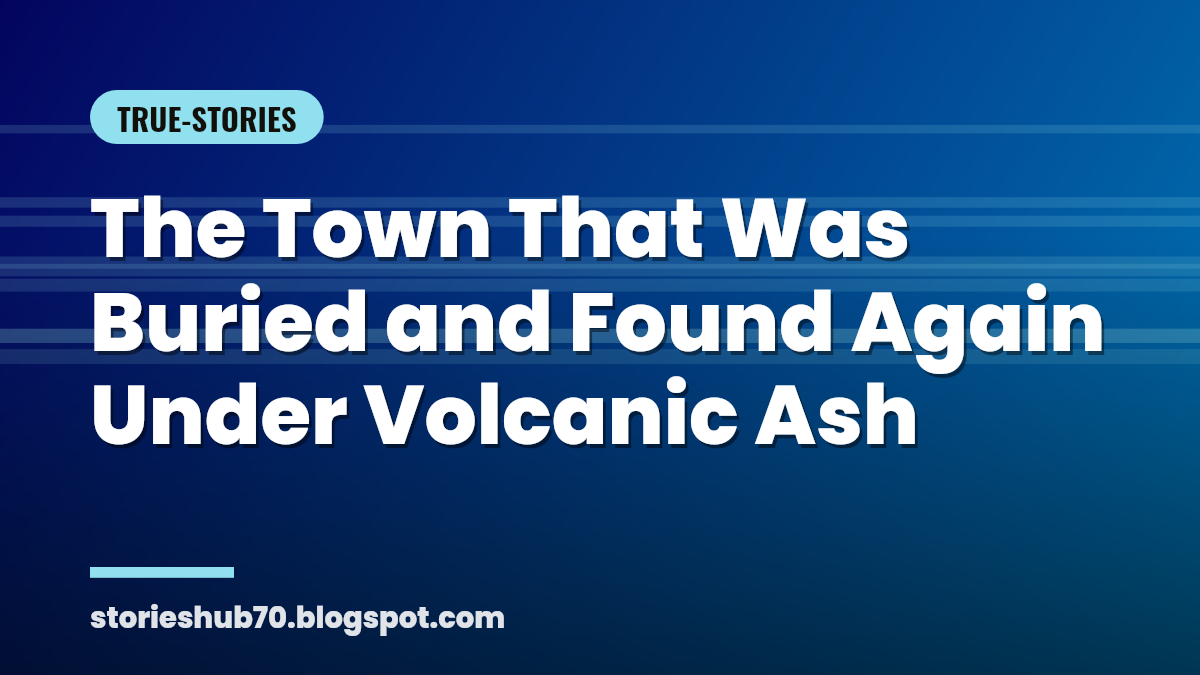 TRUE-STORIES
The Town That Was
Buried and Found Again
Under Volcanic Ash
storieshub70.blogspot.com